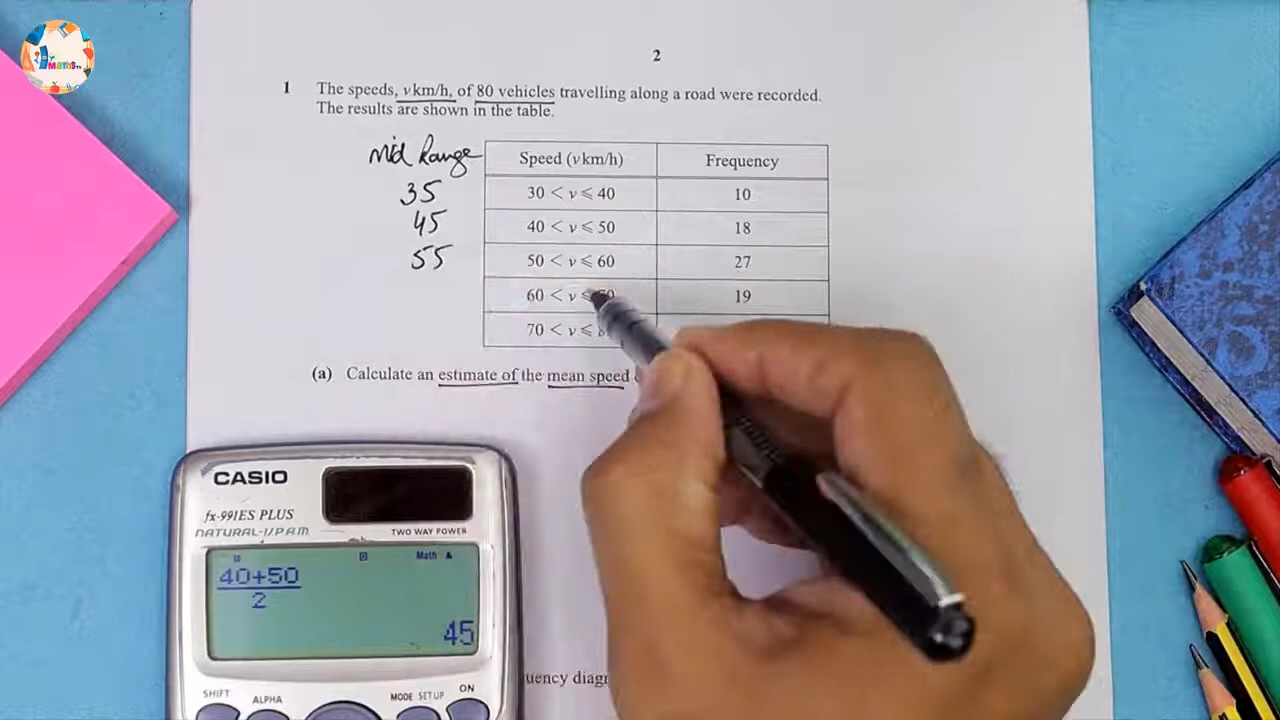 MATHS TV
2
1 The speeds, v km/h, of 80 vehicles travelling along a road were recorded.
The results are shown in the table.
Mid Range
Speed (v km/h) Frequency
35 30 < v ⩽ 40 10
45 40 < v ⩽ 50 18
55 50 < v ⩽ 60 27
60 < v ⩽ 70 19
70 < v ⩽
(a) Calculate an estimate of the mean speed
CASIO
fx-991ES PLUS
NATURAL-V.P.A.M.
TWO WAY POWER
D Math ▲
40+50
2
45
SHIFT ALPHA MODE SETUP ON
uency diagr